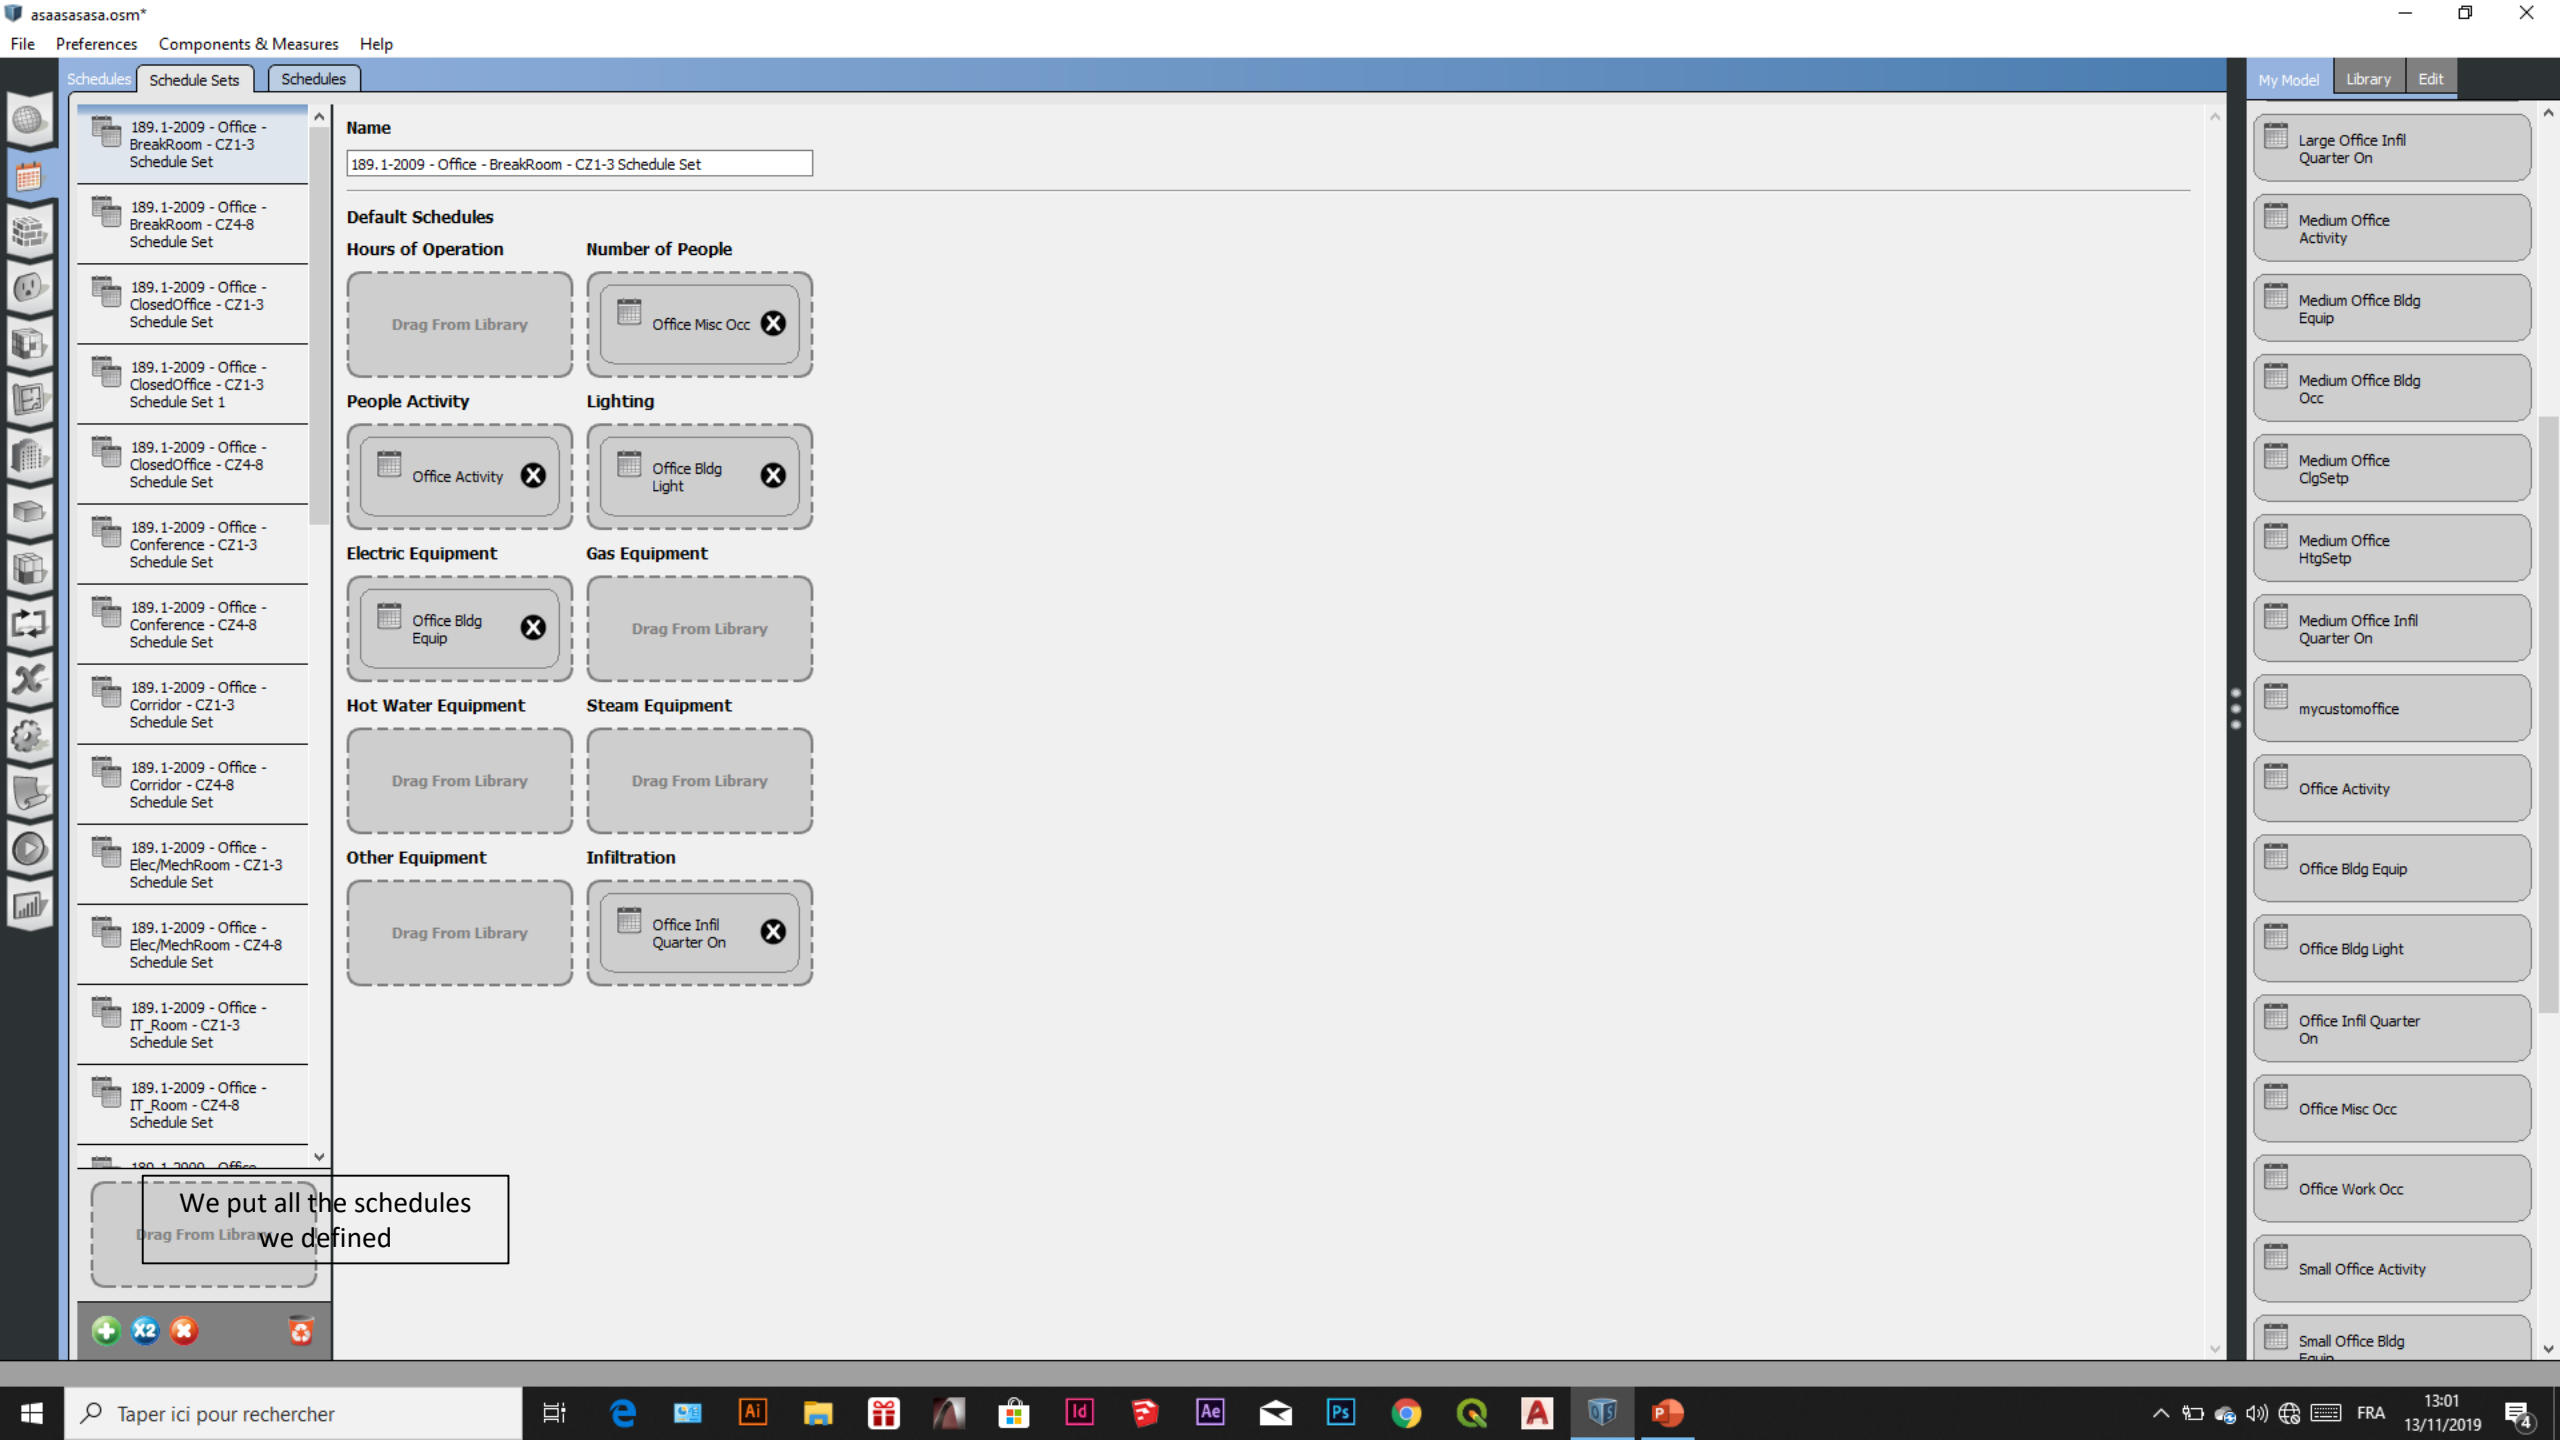 asaasasasa.osm*
File Preferences Components & Measures Help
Schedules Schedule Sets Schedules
My Model Library Edit
189.1-2009 - Office -
BreakRoom - CZ1-3
Schedule Set
189.1-2009 - Office -
BreakRoom - CZ4-8
Schedule Set
189.1-2009 - Office -
ClosedOffice - CZ1-3
Schedule Set
189.1-2009 - Office -
ClosedOffice - CZ1-3
Schedule Set 1
189.1-2009 - Office -
ClosedOffice - CZ4-8
Schedule Set
189.1-2009 - Office -
Conference - CZ1-3
Schedule Set
189.1-2009 - Office -
Conference - CZ4-8
Schedule Set
189.1-2009 - Office -
Corridor - CZ1-3
Schedule Set
189.1-2009 - Office -
Corridor - CZ4-8
Schedule Set
189.1-2009 - Office -
Elec/MechRoom - CZ1-3
Schedule Set
189.1-2009 - Office -
Elec/MechRoom - CZ4-8
Schedule Set
189.1-2009 - Office -
IT_Room - CZ1-3
Schedule Set
189.1-2009 - Office -
IT_Room - CZ4-8
Schedule Set
189.1-2009 - Office
Drag From Library
We put all the schedules
we defined
X2
Name
189.1-2009 - Office - BreakRoom - CZ1-3 Schedule Set
Default Schedules
Hours of Operation Number of People
Drag From Library
Office Misc Occ
People Activity Lighting
Office Activity
Office Bldg
Light
Electric Equipment Gas Equipment
Office Bldg
Equip
Drag From Library
Hot Water Equipment Steam Equipment
Drag From Library
Drag From Library
Other Equipment Infiltration
Drag From Library
Office Infil
Quarter On
Large Office Infil
Quarter On
Medium Office
Activity
Medium Office Bldg
Equip
Medium Office Bldg
Occ
Medium Office
ClgSetp
Medium Office
HtgSetp
Medium Office Infil
Quarter On
mycustomoffice
Office Activity
Office Bldg Equip
Office Bldg Light
Office Infil Quarter
On
Office Misc Occ
Office Work Occ
Small Office Activity
Small Office Bldg
Equip
Taper ici pour rechercher
Ai
Id
Ae
Ps
FRA
13:01
13/11/2019
4